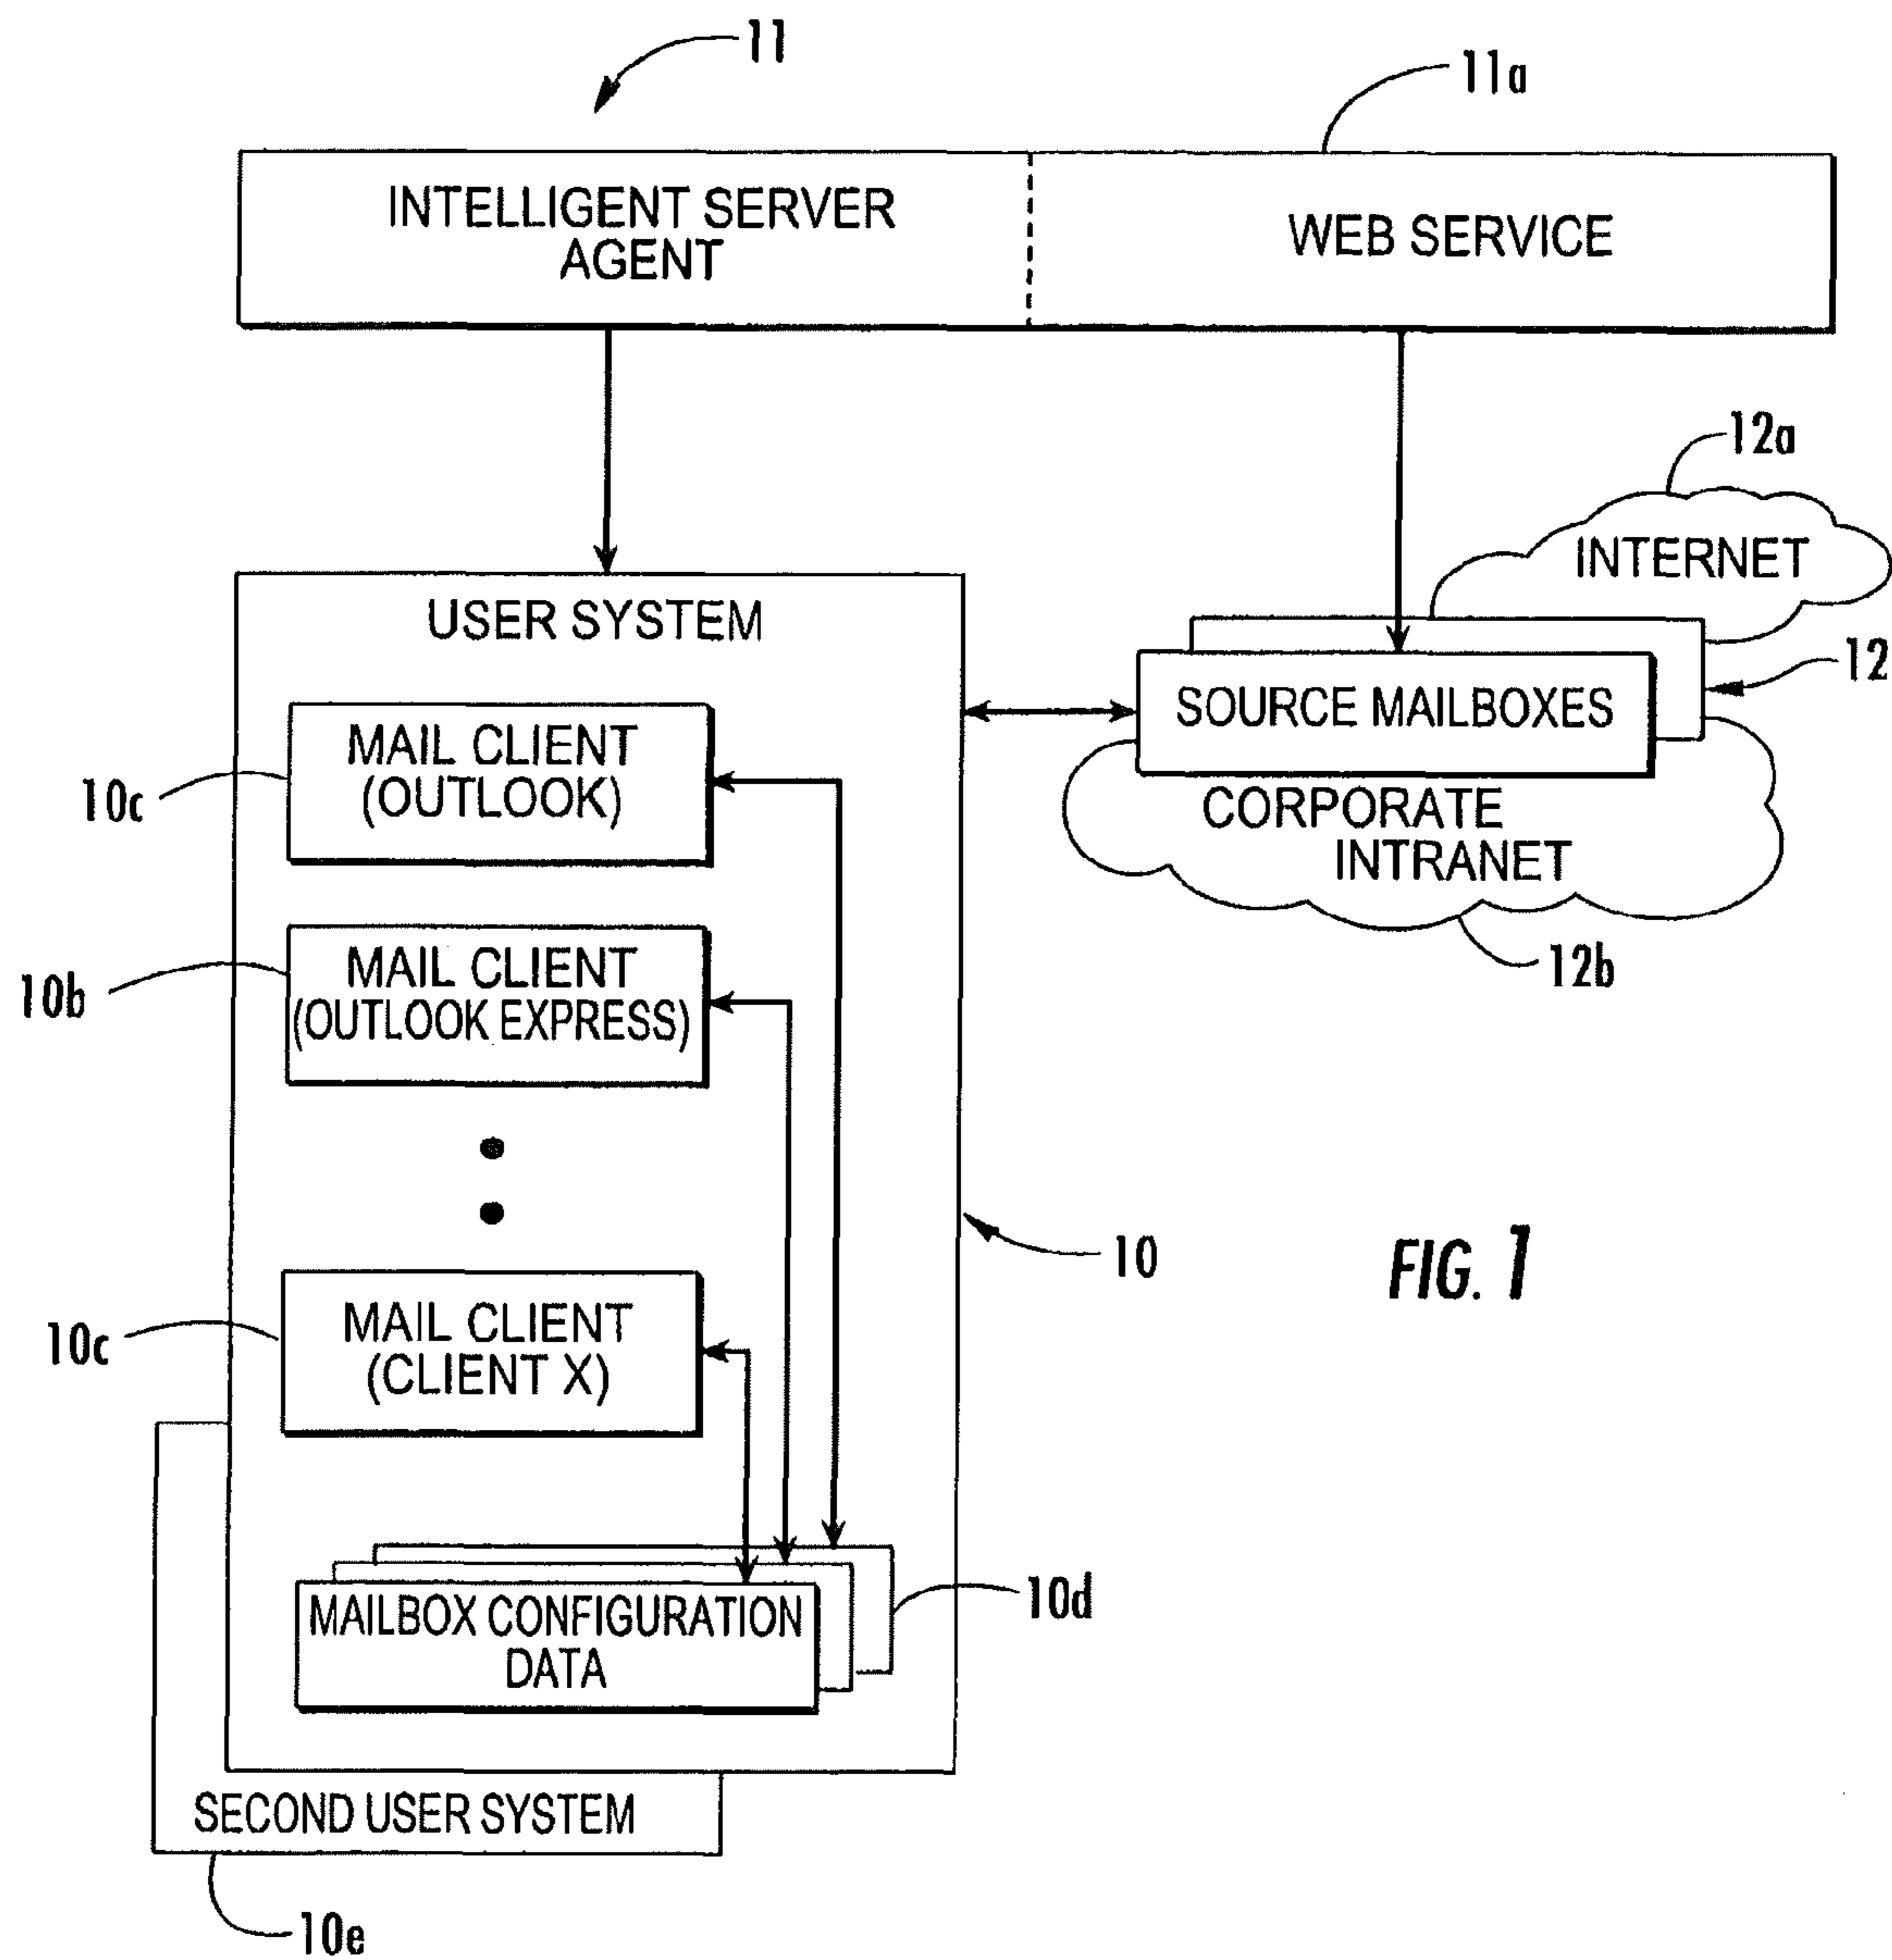 11
11a
INTELLIGENT SERVER
AGENT
WEB SERVICE
12a
INTERNET
USER SYSTEM
12
SOURCE MAILBOXES
MAIL CLIENT
(OUTLOOK)
10c
CORPORATE
INTRANET
12b
MAIL CLIENT
(OUTLOOK EXPRESS)
10b
10
FIG. 1
MAIL CLIENT
(CLIENT X)
10c
10d
MAILBOX CONFIGURATION
DATA
SECOND USER SYSTEM
10e